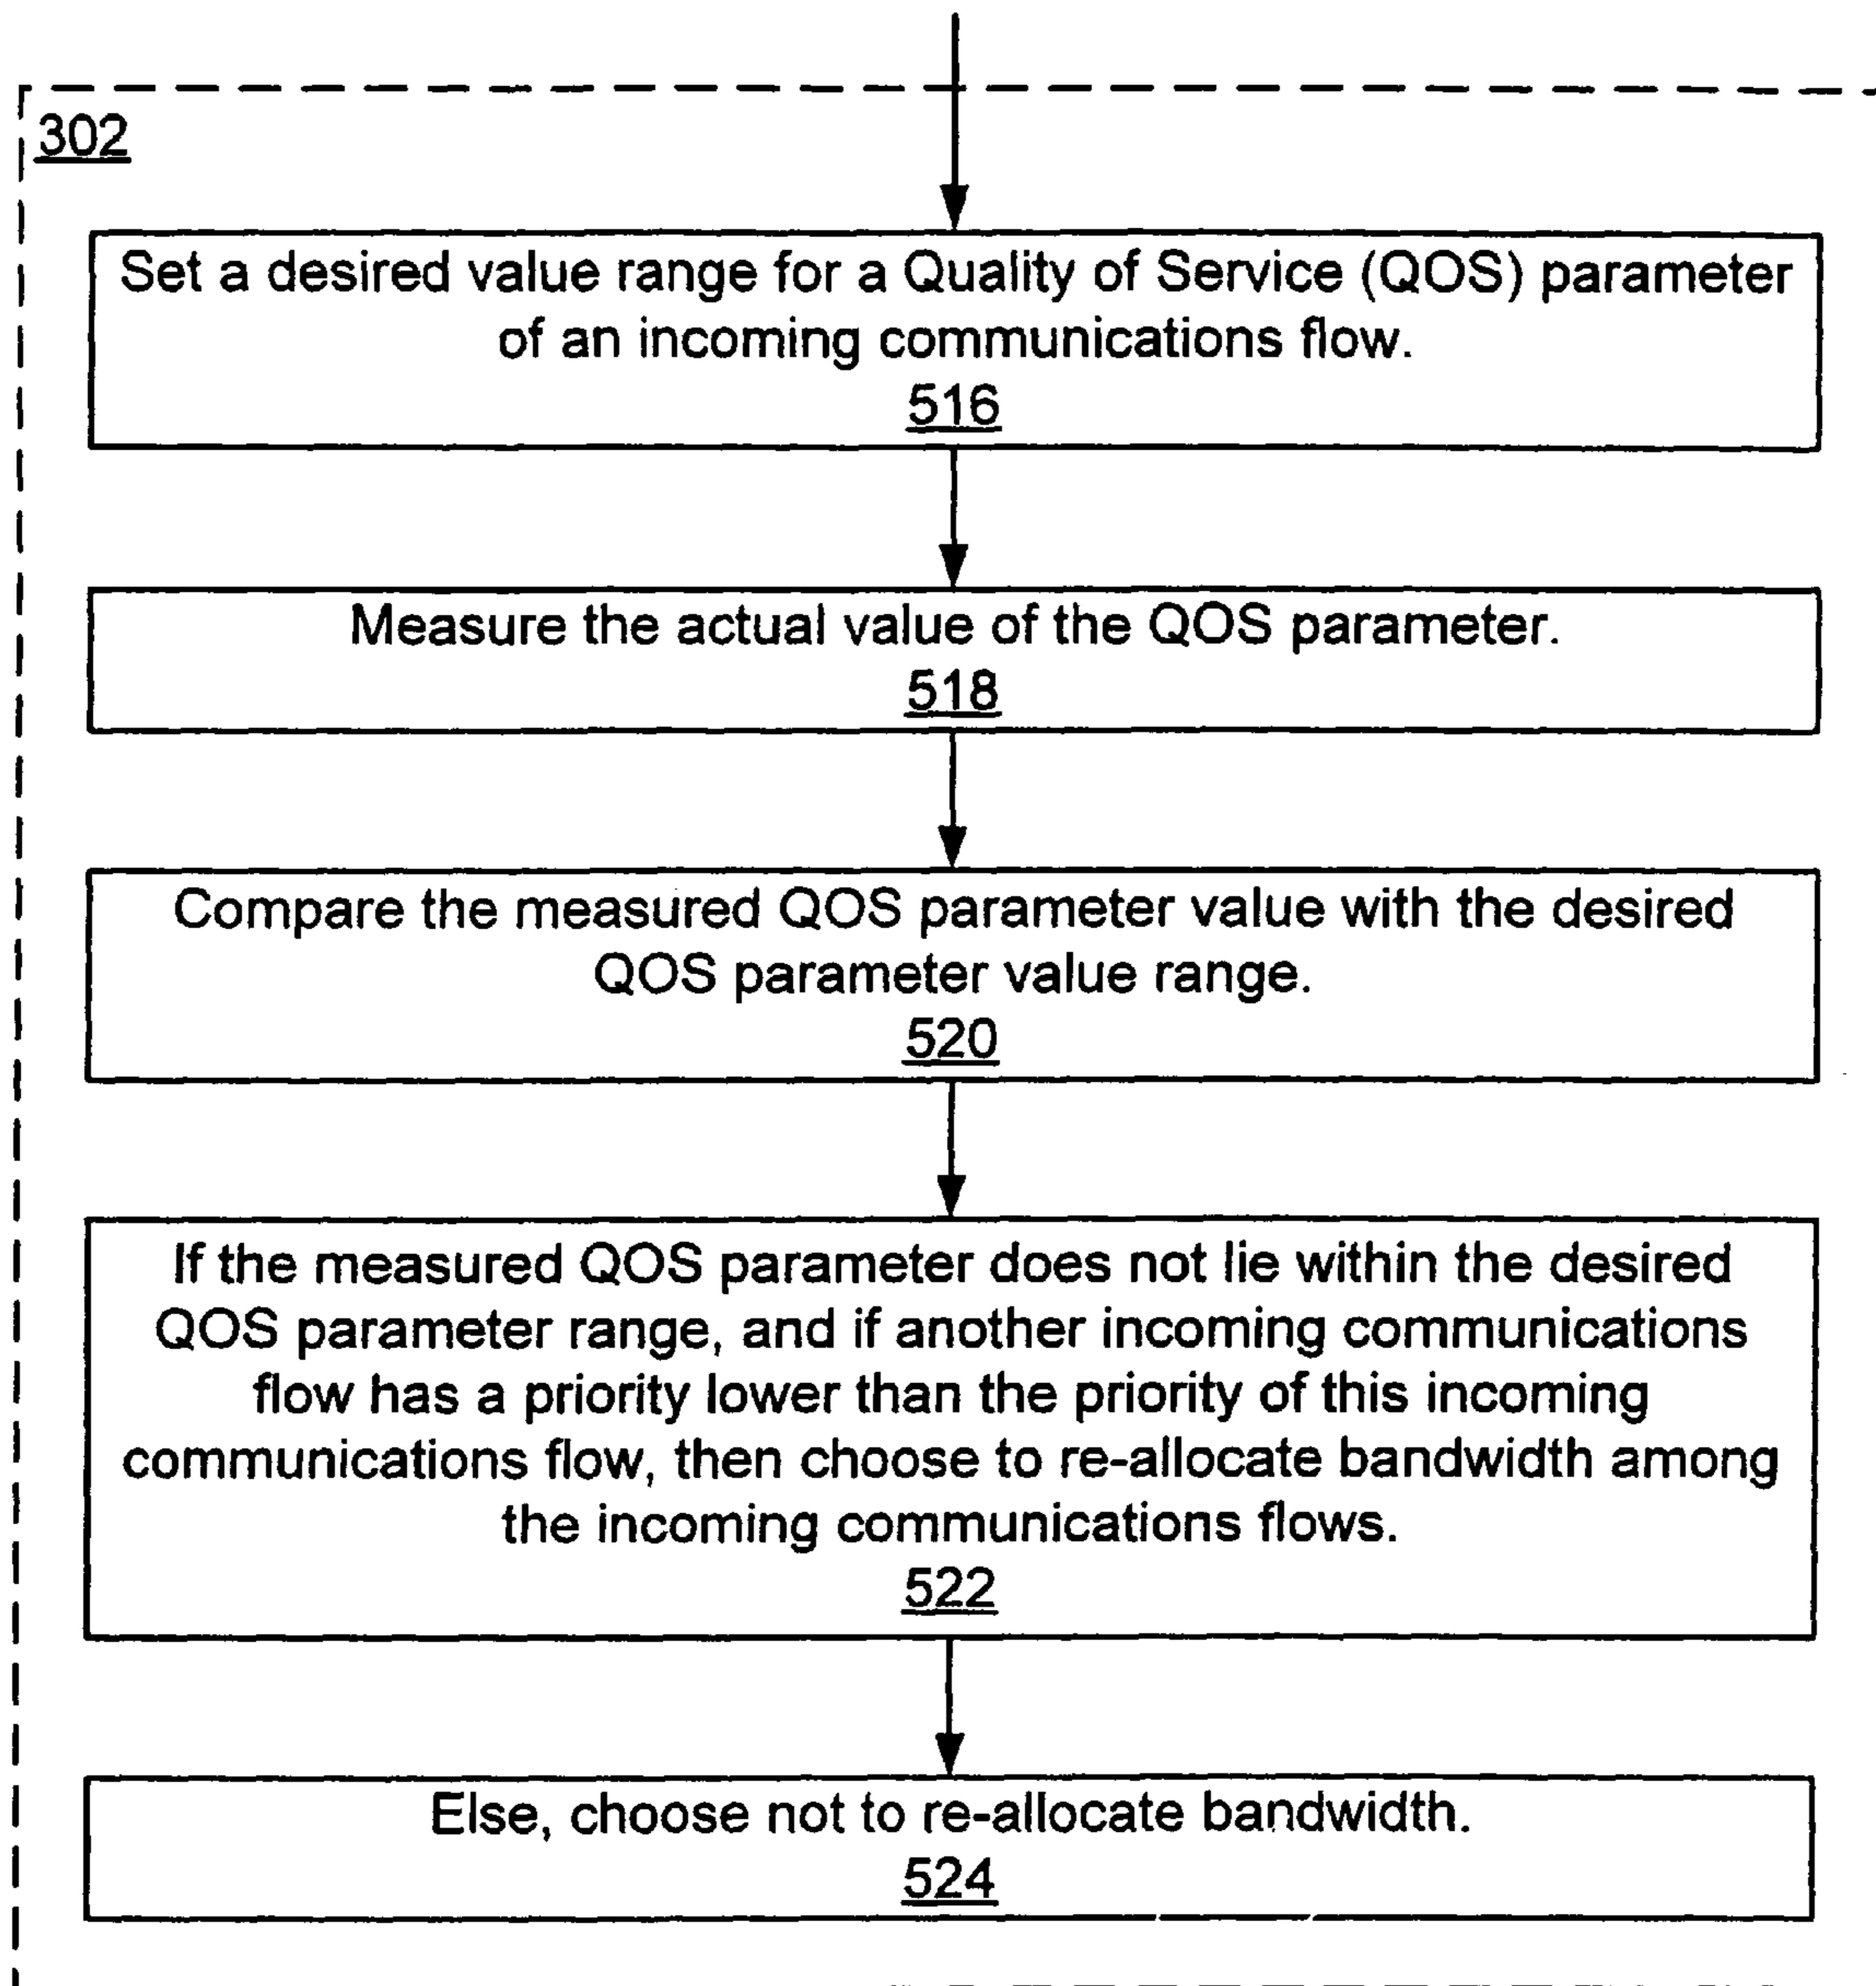 302
Set a desired value range for a Quality of Service (QOS) parameter
of an incoming communications flow.
516
Measure the actual value of the QOS parameter.
518
Compare the measured QOS parameter value with the desired
QOS parameter value range.
520
If the measured QOS parameter does not lie within the desired
QOS parameter range, and if another incoming communications
flow has a priority lower than the priority of this incoming
communications flow, then choose to re-allocate bandwidth among
the incoming communications flows.
522
Else, choose not to re-allocate bandwidth.
524